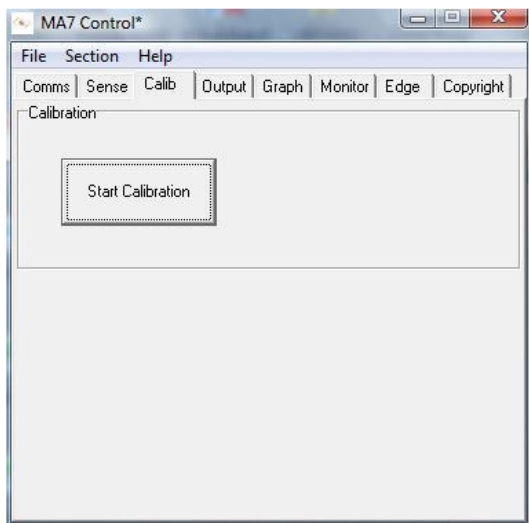 MA7 Control*
File Section Help
Comms Sense Calib Output Graph Monitor Edge Copyright
Calibration
Start Calibration